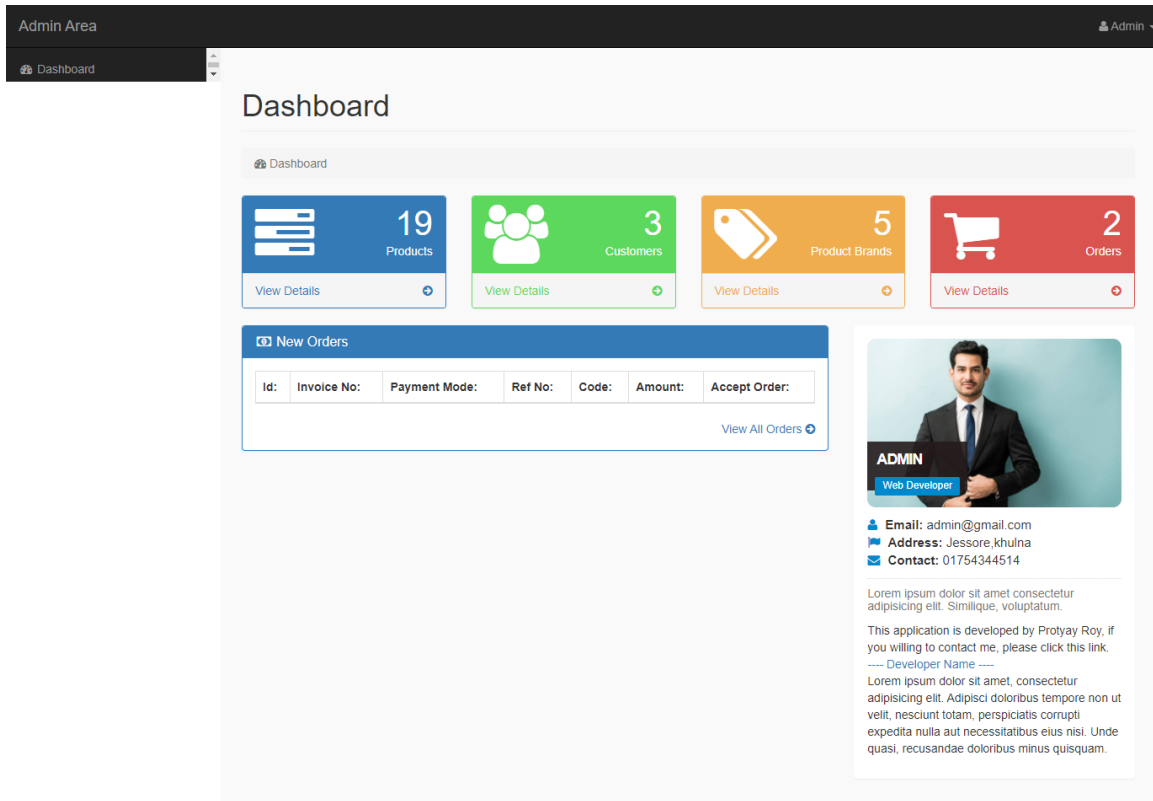 Admin Area
Admin
Dashboard
Dashboard
Dashboard
19
Products
View Details
3
Customers
View Details
5
Product Brands
View Details
2
Orders
View Details
New Orders
Id: Invoice No: Payment Mode: Ref No: Code: Amount: Accept Order:
View All Orders
ADMIN
Web Developer
Email: admin@gmail.com
Address: Jessore,khulna
Contact: 01754344514
Lorem ipsum dolor sit amet consectetur
adipisicing elit. Similique, voluptatum.
This application is developed by Protyay Roy, if
you willing to contact me, please click this link.
---- Developer Name ----
Lorem ipsum dolor sit amet, consectetur
adipisicing elit. Adipisci doloribus tempore non ut
velit, nesciunt totam, perspiciatis corrupti
expedita nulla aut necessitatibus eius nisi. Unde
quasi, recusandae doloribus minus quisquam.